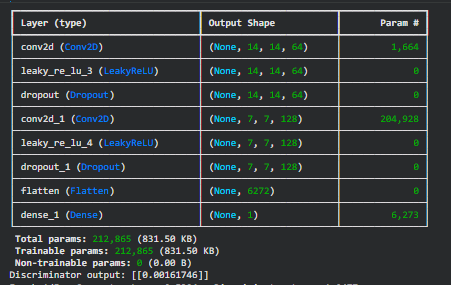 Layer (type) Output Shape Param #
conv2d (Conv2D) (None, 14, 14, 64) 1,664
leaky_re_lu_3 (LeakyReLU) (None, 14, 14, 64) 0
dropout (Dropout) (None, 14, 14, 64) 0
conv2d_1 (Conv2D) (None, 7, 7, 128) 204,928
leaky_re_lu_4 (LeakyReLU) (None, 7, 7, 128) 0
dropout_1 (Dropout) (None, 7, 7, 128) 0
flatten (Flatten) (None, 6272) 0
dense_1 (Dense) (None, 1) 6,273
Total params: 212,865 (831.50 KB)
Trainable params: 212,865 (831.50 KB)
Non-trainable params: 0 (0.00 B)
Discriminator output: [[0.00161746]]